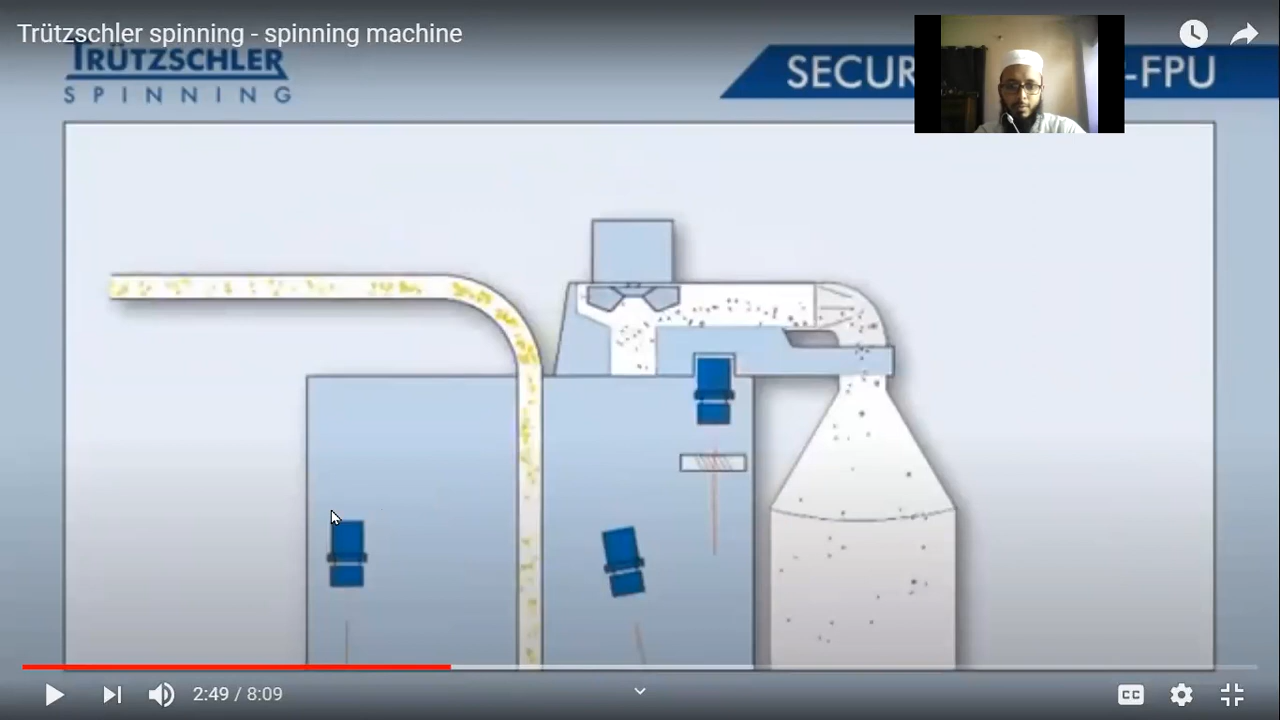 Trützschler spinning - spinning machine
TRÜTZSCHLER
SPINNING
SECUR
-FPU
2:49 / 8:09
CC